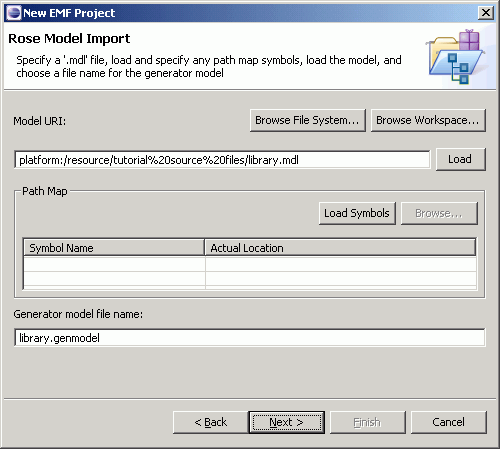 New EMF Project
Rose Model Import
Specify a '.mdl' file, load and specify any path map symbols, load the model, and
choose a file name for the generator model
Model URI:
Browse File System...
Browse Workspace...
platform:/resource/tutorial%20source%20files/library.mdl
Load
Path Map
Load Symbols
Browse...
Symbol Name
Actual Location
Generator model file name:
library.genmodel
< Back
Next >
Finish
Cancel